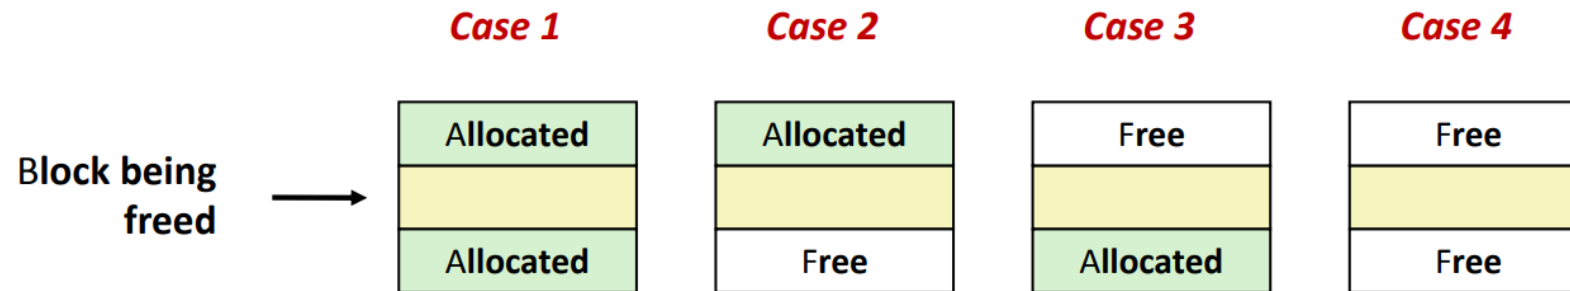 Case 1 Case 2 Case 3 Case 4
Allocated Allocated Free Free
Block being
freed
Allocated Free Allocated Free